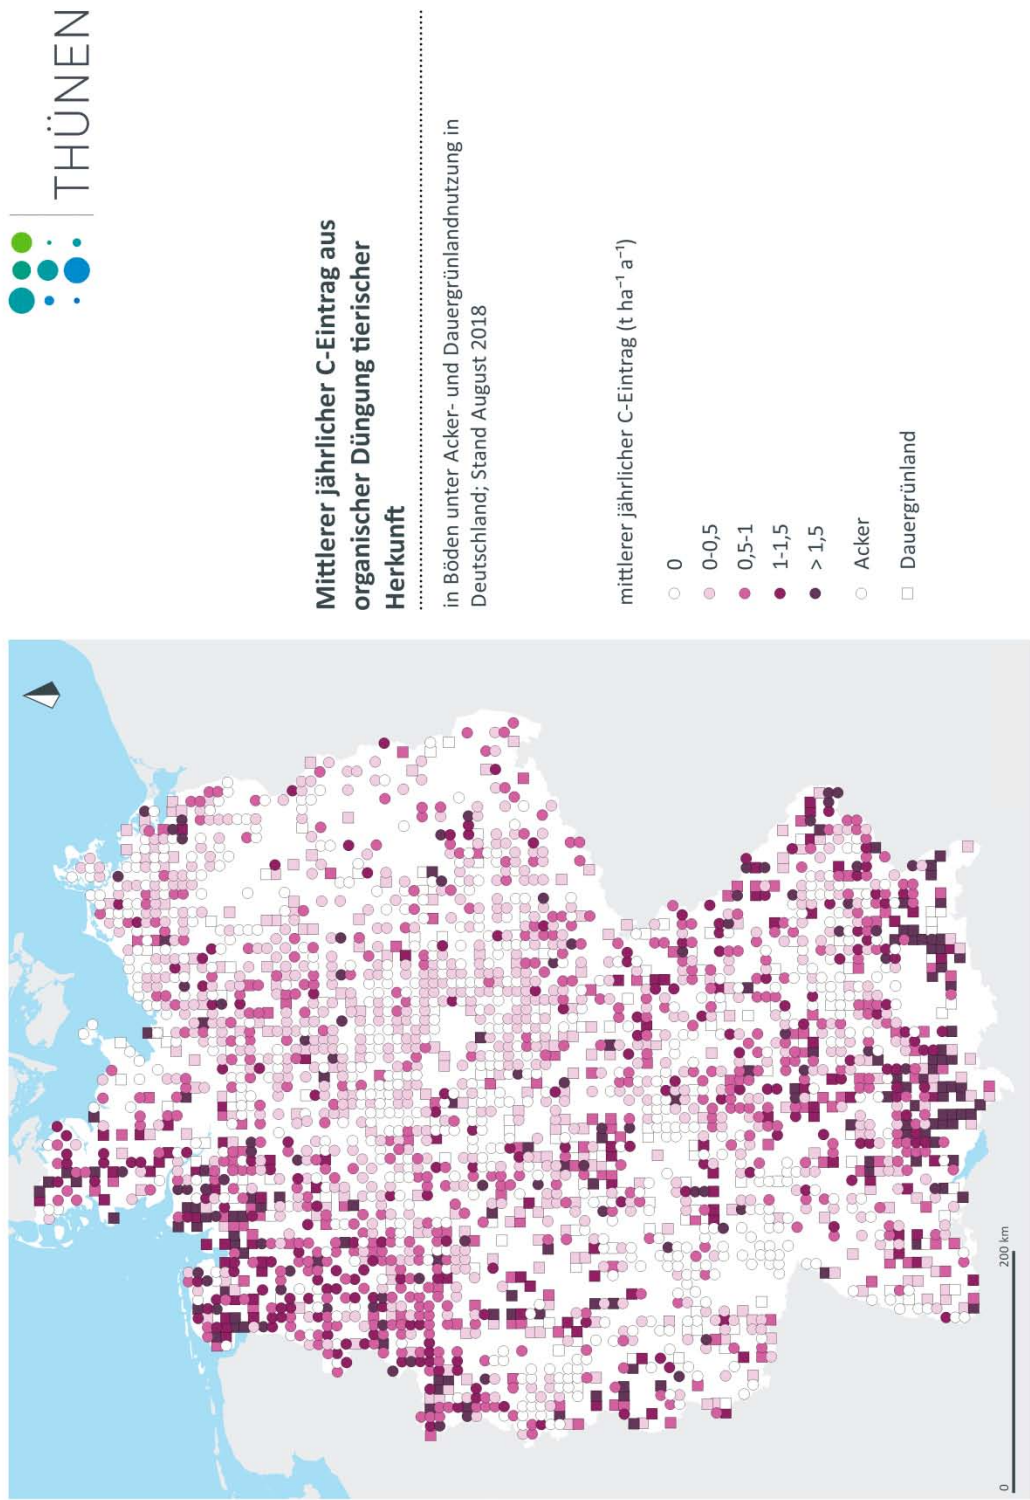 THÜNEN
Mittlerer jährlicher C-Eintrag aus
organischer Düngung tierischer
Herkunft
in Böden unter Acker- und Dauergrünlandnutzung in
Deutschland; Stand August 2018
mittlerer jährlicher C-Eintrag (t ha⁻¹ a⁻¹)
0
0-0,5
0,5-1
1-1,5
> 1,5
Acker
Dauergrünland
0 200 km